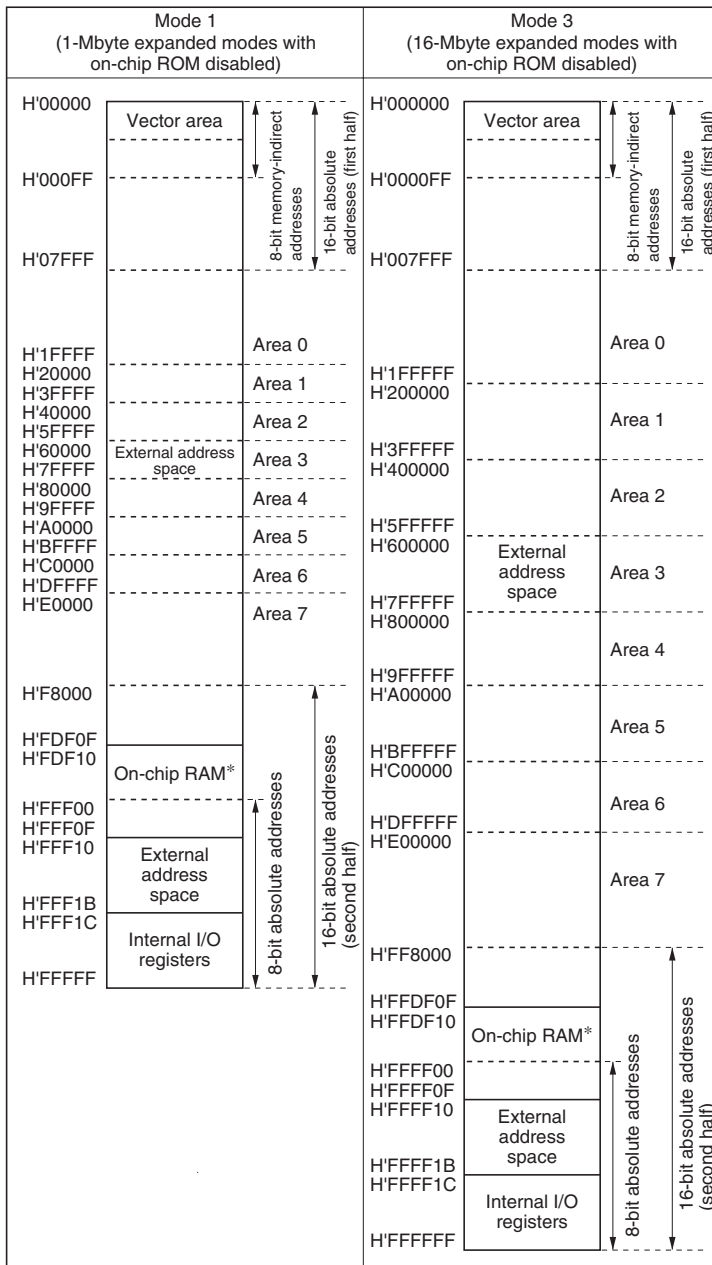 Mode 1
(1-Mbyte expanded modes with
on-chip ROM disabled)
H'00000
Vector area
H'000FF
H'07FFF
8-bit memory-indirect
addresses
16-bit absolute
addresses (first half)
H'1FFFF
H'20000
H'3FFFF
H'40000
H'5FFFF
H'60000
H'7FFFF
H'80000
H'9FFFF
H'A0000
H'BFFFF
H'C0000
H'DFFFF
H'E0000
External address
space
Area 0
Area 1
Area 2
Area 3
Area 4
Area 5
Area 6
Area 7
H'F8000
H'FDF0F
H'FDF10
On-chip RAM*
H'FFF00
H'FFF0F
H'FFF10
External
address
space
H'FFF1B
H'FFF1C
Internal I/O
registers
H'FFFFF
8-bit absolute addresses
16-bit absolute addresses
(second half)
Mode 3
(16-Mbyte expanded modes with
on-chip ROM disabled)
H'000000
Vector area
H'0000FF
H'007FFF
8-bit memory-indirect
addresses
16-bit absolute
addresses (first half)
Area 0
H'1FFFFF
H'200000
Area 1
H'3FFFFF
H'400000
Area 2
H'5FFFFF
H'600000
External
address
space
Area 3
H'7FFFFF
H'800000
Area 4
H'9FFFFF
H'A00000
Area 5
H'BFFFFF
H'C00000
Area 6
H'DFFFFF
H'E00000
Area 7
H'FF8000
H'FFDF0F
H'FFDF10
On-chip RAM*
H'FFFF00
H'FFFF0F
H'FFFF10
External
address
space
H'FFFF1B
H'FFFF1C
Internal I/O
registers
H'FFFFFF
8-bit absolute addresses
16-bit absolute addresses
(second half)